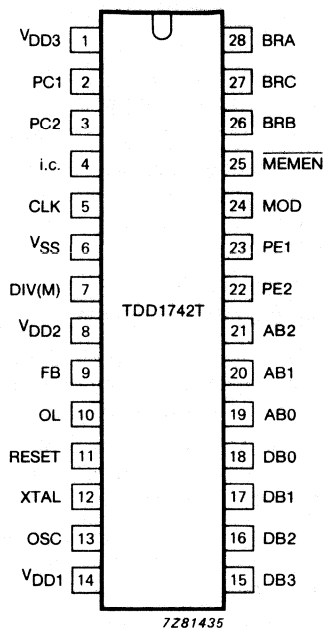 VDD3 1 28 BRA
PC1 2 27 BRC
PC2 3 26 BRB
i.c. 4 25 MEMEN
CLK 5 24 MOD
VSS 6 23 PE1
DIV(M) 7 22 PE2
TDD1742T
VDD2 8 21 AB2
FB 9 20 AB1
OL 10 19 AB0
RESET 11 18 DB0
XTAL 12 17 DB1
OSC 13 16 DB2
VDD1 14 15 DB3
7Z81435